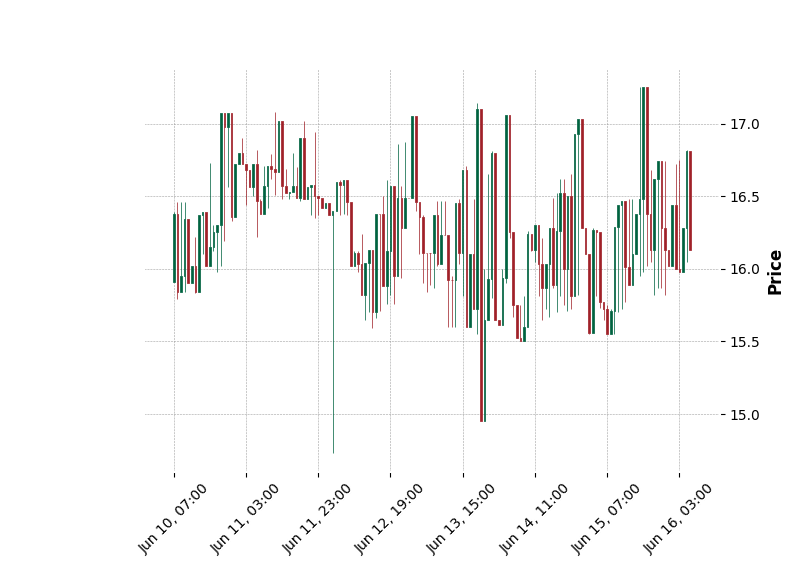 17.0
16.5
16.0
15.5
15.0
Price
Jun 10, 07:00
Jun 11, 03:00
Jun 11, 23:00
Jun 12, 19:00
Jun 13, 15:00
Jun 14, 11:00
Jun 15, 07:00
Jun 16, 03:00